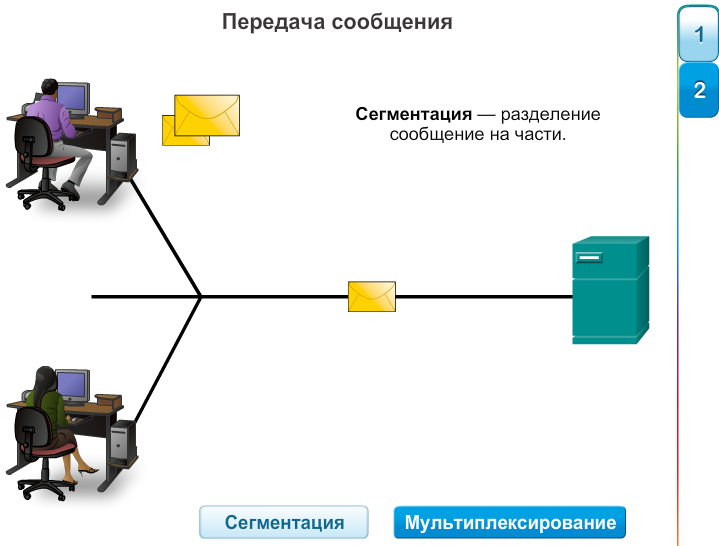 Передача сообщения
1
2
Сегментация — разделение
сообщение на части.
Сегментация
Мультиплексирование